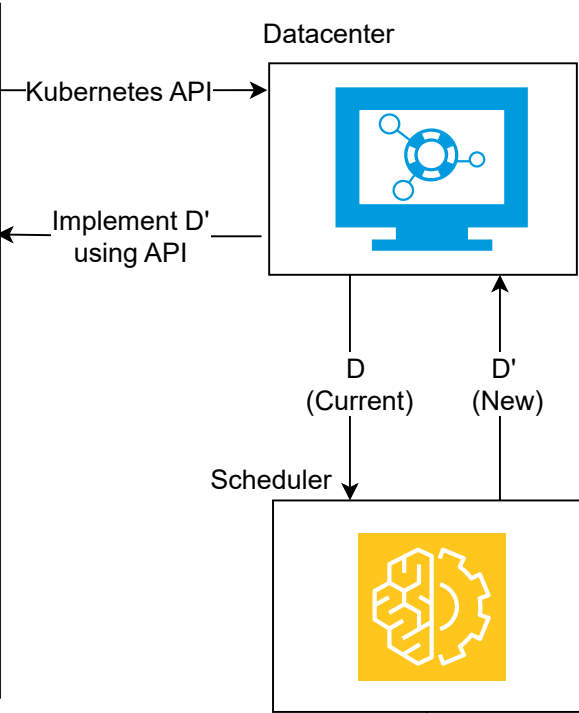 Datacenter
Kubernetes API
Implement D'
using API
D
(Current)
D'
(New)
Scheduler